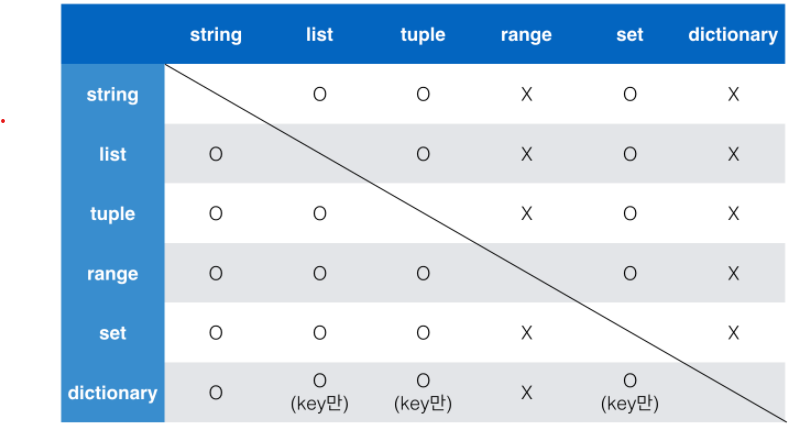 string list tuple range set dictionary
string O O X O X
list O O X O X
tuple O O X O X
range O O O O X
set O O O X X
dictionary O O (key만) O (key만) X O (key만)